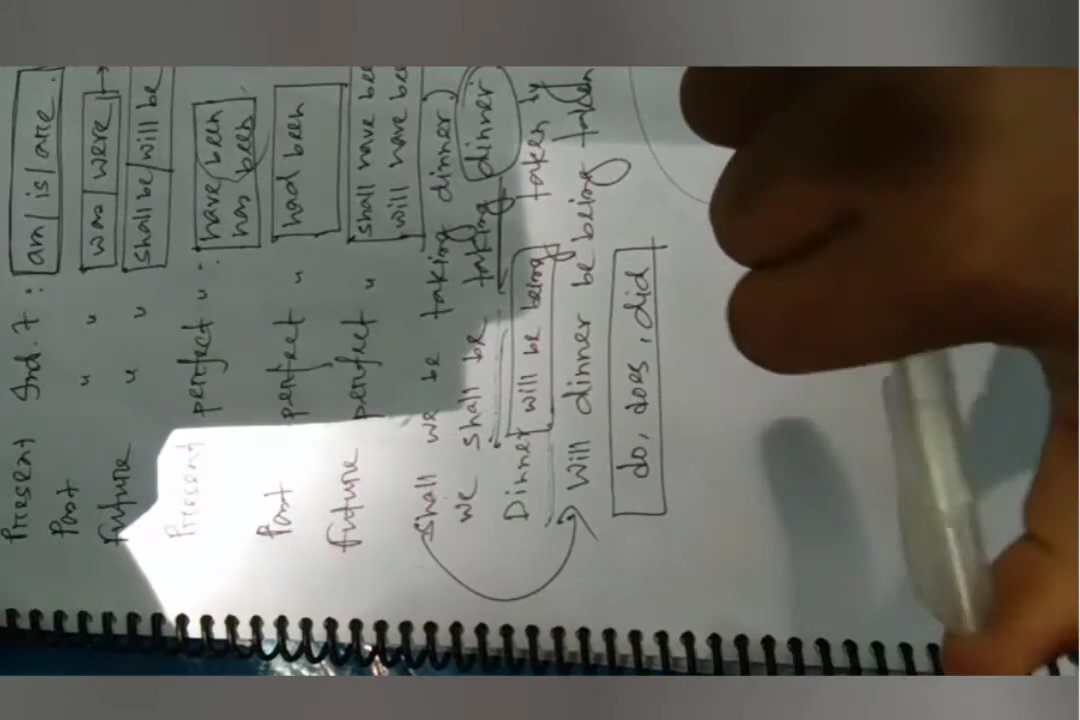 Present Ind. t : am/is/are.
Past " " was/were
Future " " shall be/will be
Present perfect " : have been
has been
Past perfect " had been
Future perfect " shall have bee
will have bee
Shall we be taking dinner.)
we shall be taking dinner
Dinner will be being taken by
Will dinner be being taken
do, does, did